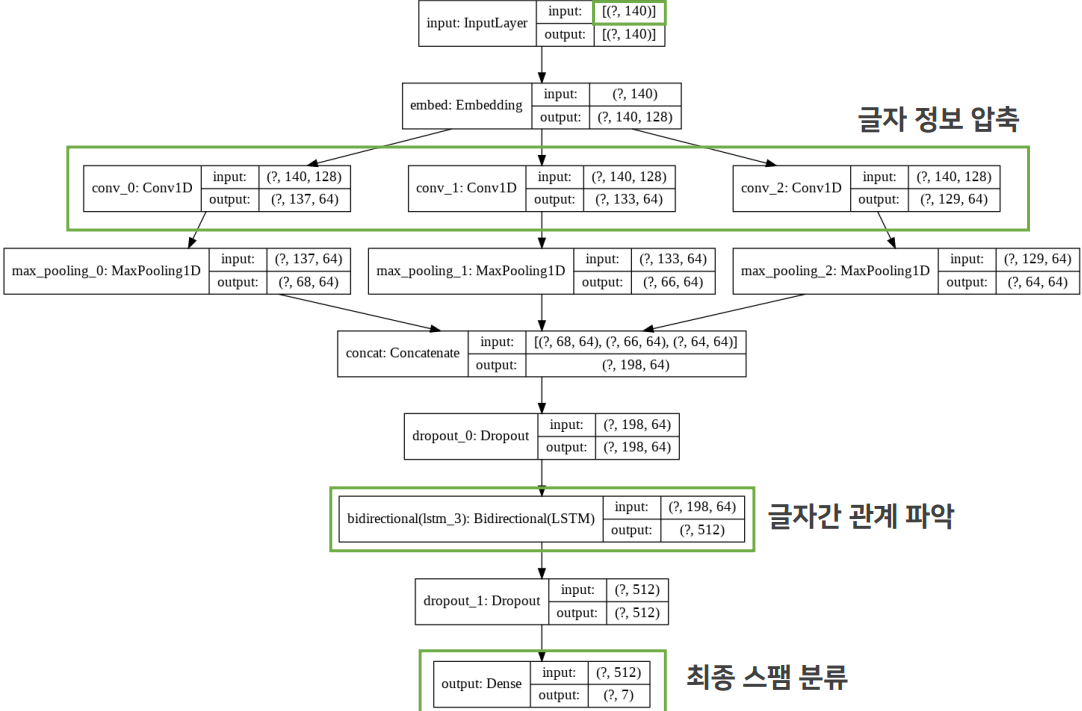 input: InputLayer
input: [(?, 140)]
output: [(?, 140)]
embed: Embedding
input: (?, 140)
output: (?, 140, 128)
글자 정보 압축
conv_0: Conv1D
input: (?, 140, 128)
output: (?, 137, 64)
conv_1: Conv1D
input: (?, 140, 128)
output: (?, 133, 64)
conv_2: Conv1D
input: (?, 140, 128)
output: (?, 129, 64)
max_pooling_0: MaxPooling1D
input: (?, 137, 64)
output: (?, 68, 64)
max_pooling_1: MaxPooling1D
input: (?, 133, 64)
output: (?, 66, 64)
max_pooling_2: MaxPooling1D
input: (?, 129, 64)
output: (?, 64, 64)
concat: Concatenate
input: [(?, 68, 64), (?, 66, 64), (?, 64, 64)]
output: (?, 198, 64)
dropout_0: Dropout
input: (?, 198, 64)
output: (?, 198, 64)
bidirectional(lstm_3): Bidirectional(LSTM)
input: (?, 198, 64)
output: (?, 512)
글자간 관계 파악
dropout_1: Dropout
input: (?, 512)
output: (?, 512)
output: Dense
input: (?, 512)
output: (?, 7)
최종 스팸 분류